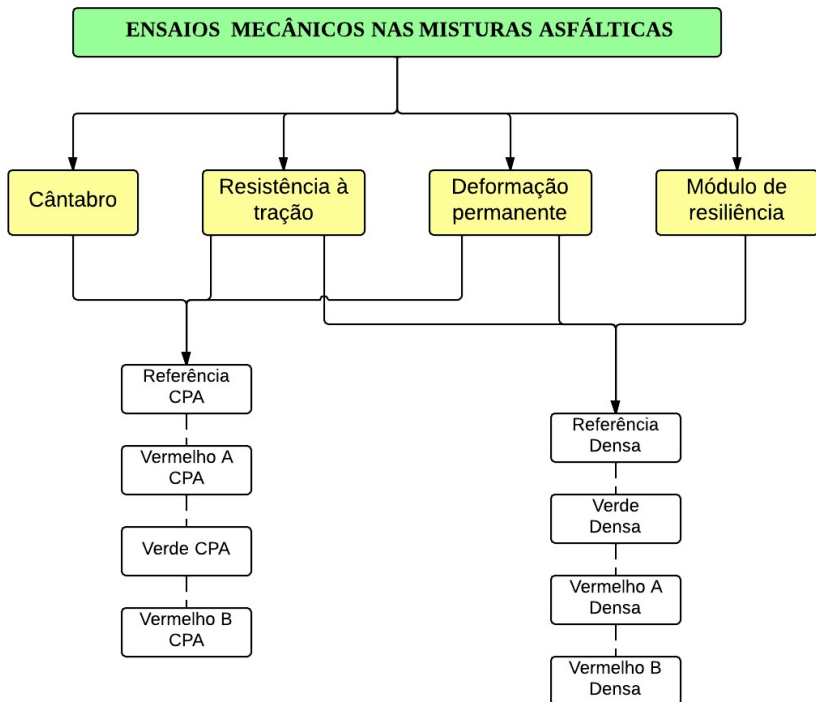 ENSAIOS MECÂNICOS NAS MISTURAS ASFÁLTICAS
Cântabro
Resistência à
tração
Deformação
permanente
Módulo de
resiliência
Referência
CPA
Vermelho A
CPA
Verde CPA
Vermelho B
CPA
Referência
Densa
Verde
Densa
Vermelho A
Densa
Vermelho B
Densa